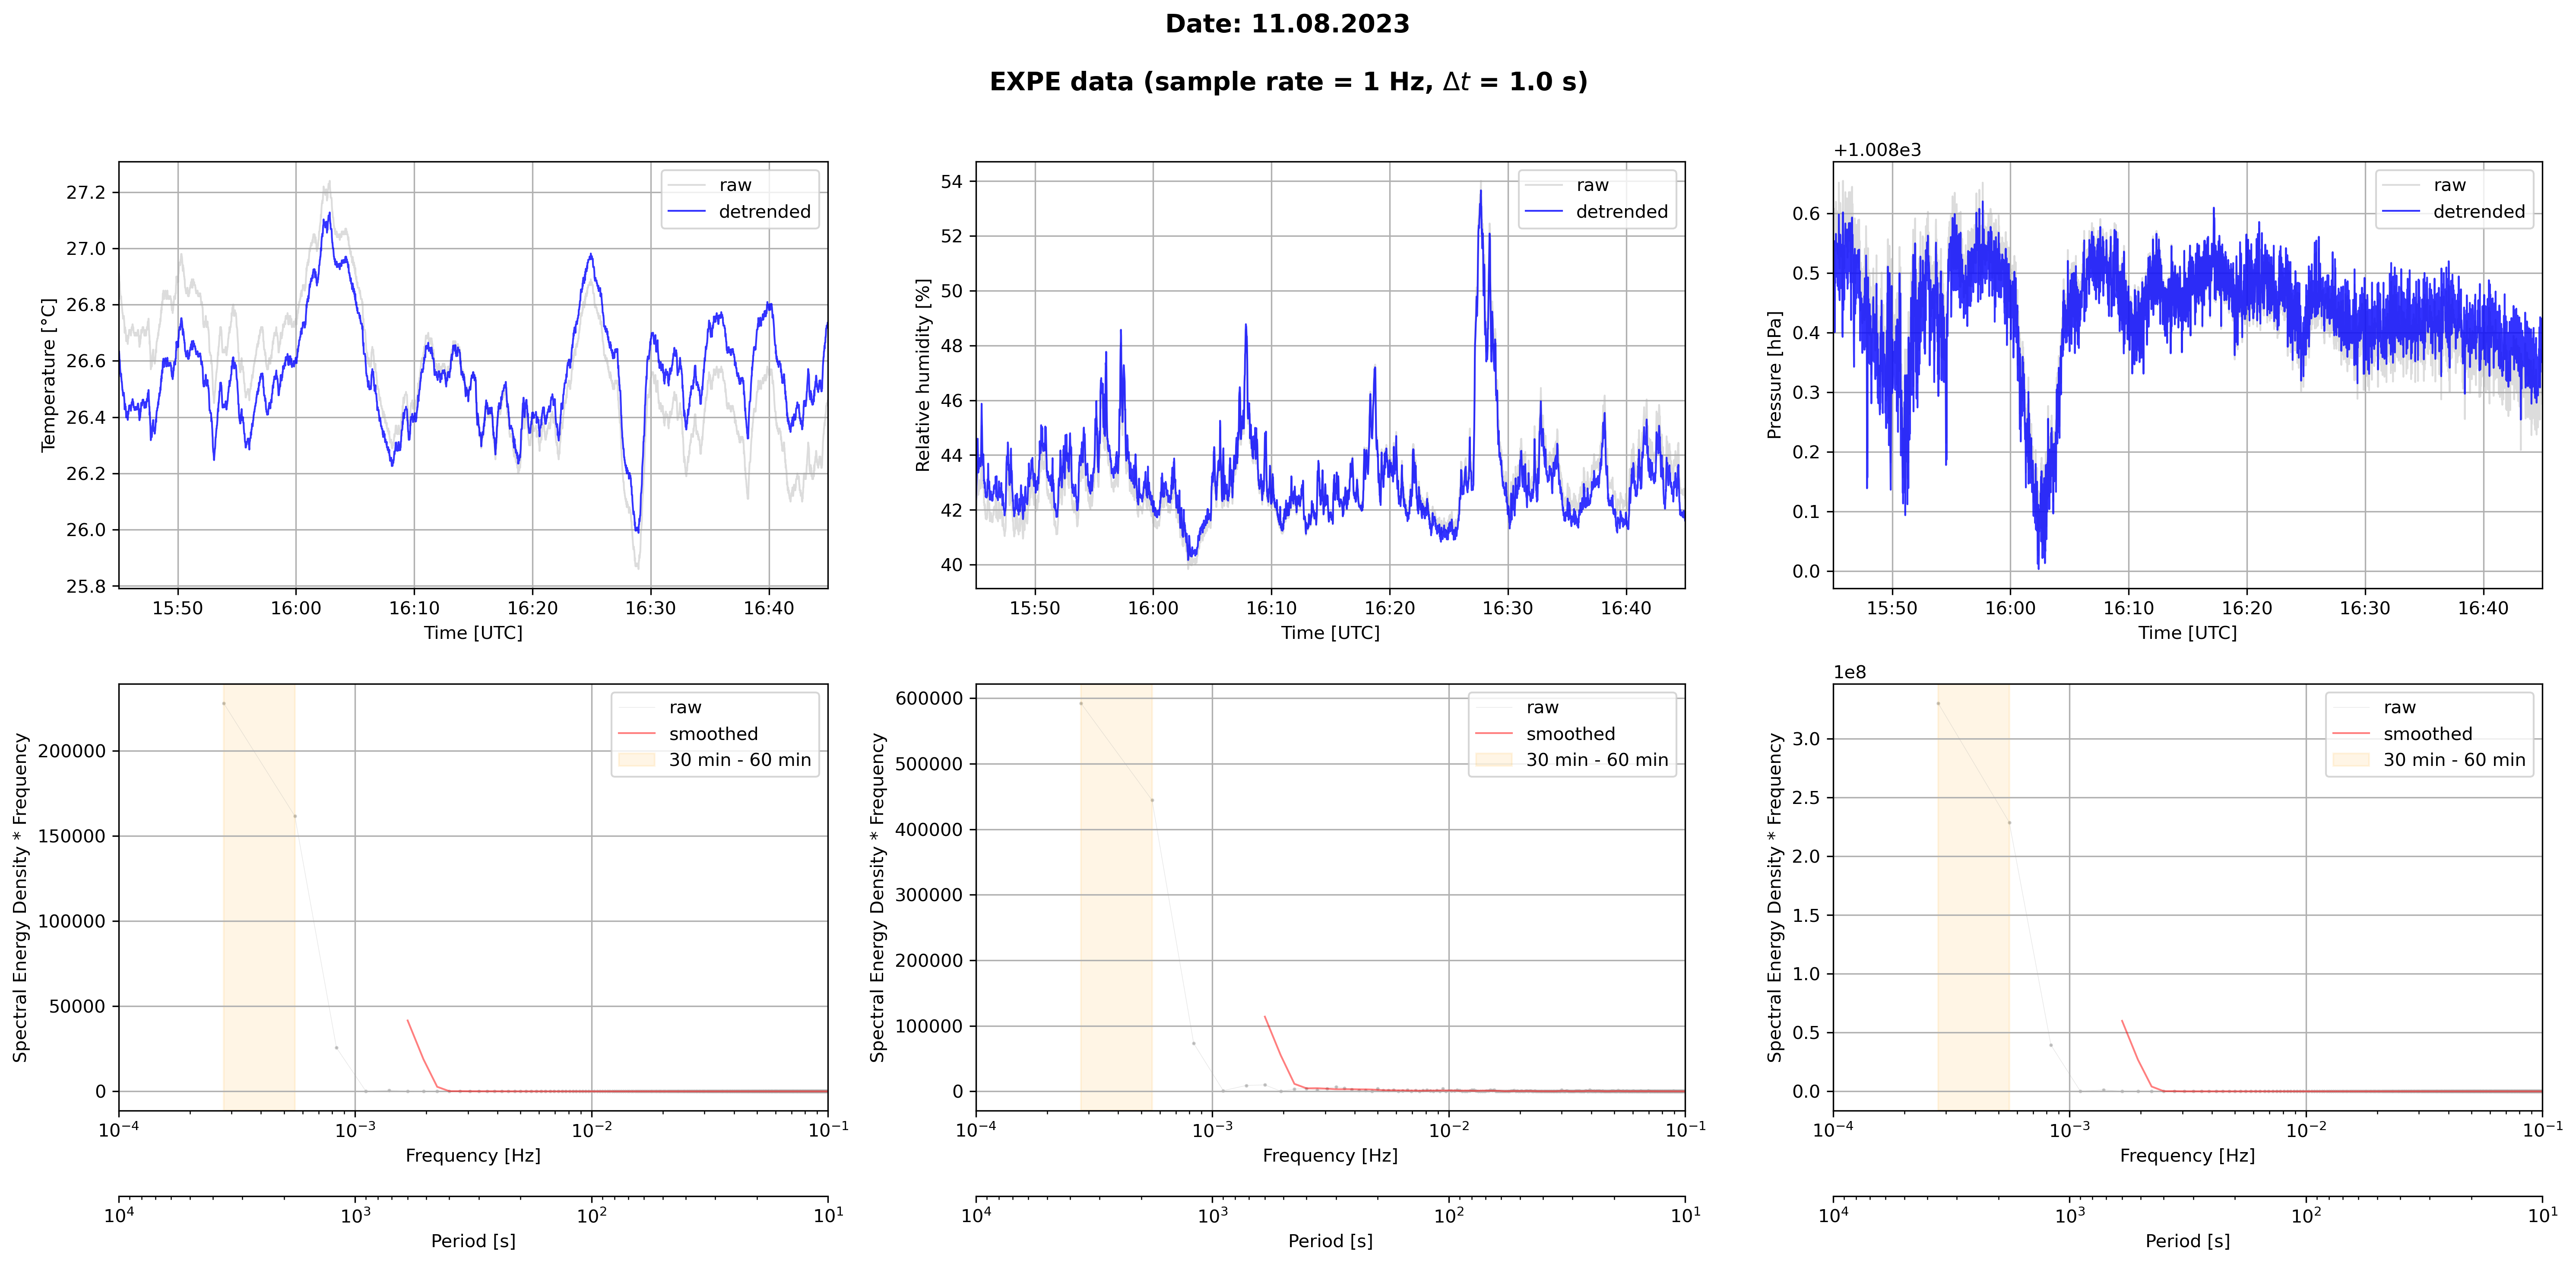 Date: 11.08.2023
EXPE data (sample rate = 1 Hz, Δt = 1.0 s)
raw
detrended
27.2
27.0
26.8
26.6
26.4
26.2
26.0
25.8
Temperature [°C]
15:50 16:00 16:10 16:20 16:30 16:40
Time [UTC]
raw
detrended
54
52
50
48
46
44
42
40
Relative humidity [%]
15:50 16:00 16:10 16:20 16:30 16:40
Time [UTC]
+1.008e3
raw
detrended
0.6
0.5
0.4
0.3
0.2
0.1
0.0
Pressure [hPa]
15:50 16:00 16:10 16:20 16:30 16:40
Time [UTC]
raw
smoothed
30 min - 60 min
200000
150000
100000
50000
0
Spectral Energy Density * Frequency
10⁻⁴ 10⁻³ 10⁻² 10⁻¹
Frequency [Hz]
10⁴ 10³ 10² 10¹
Period [s]
raw
smoothed
30 min - 60 min
600000
500000
400000
300000
200000
100000
0
Spectral Energy Density * Frequency
10⁻⁴ 10⁻³ 10⁻² 10⁻¹
Frequency [Hz]
10⁴ 10³ 10² 10¹
Period [s]
1e8
raw
smoothed
30 min - 60 min
3.0
2.5
2.0
1.5
1.0
0.5
0.0
Spectral Energy Density * Frequency
10⁻⁴ 10⁻³ 10⁻² 10⁻¹
Frequency [Hz]
10⁴ 10³ 10² 10¹
Period [s]